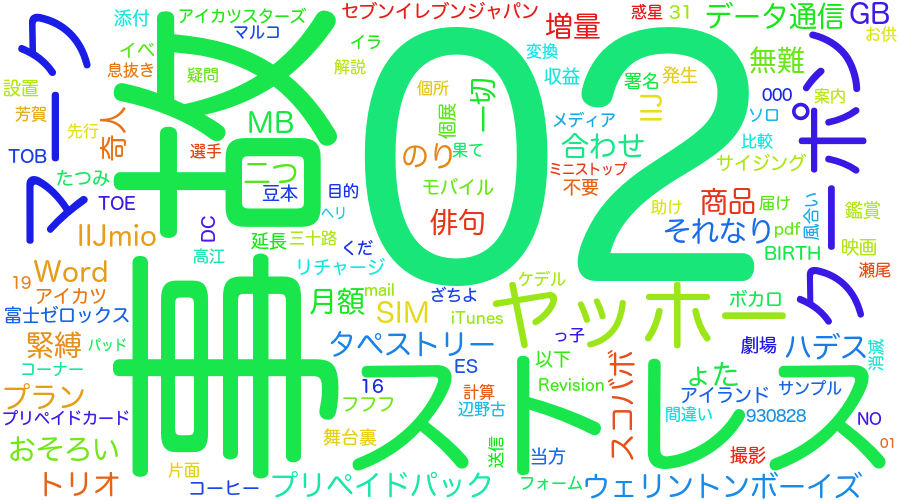 セブンイレブンジャパン
惑星
31
データ通信
GB
添付
アイカツスターズ
マルコ
増量
お供
マーク
イベ
息抜き
疑問
イラ
解説
変換
収益
署名
発生
無難
クーポン
設置
芳賀
先行
奇人
MB
個所
個展
一切
メディア
IIJ
000
ソロ
案内
TOB
選手
02
のり
果て
合わせ
比較
サイジング
たつみ
TOE
二つ
豆本
目的
モバイル
ミニストップ
不要
商品
届け
風合い
鑑賞
IIJmio
DC
ヘリ
俳句
助け
それなり
pdf
映画
延長
三十路
くだ
高江
リチャージ
BIRTH
瀬尾
19
Word
アイカツ
富士ゼロックス
月額
mail
SIM
ざちよ
iTunes
ケデル
ヤッホー
ボカロ
緊縛
パッド
コーナー
タペストリー
っ子
以下
劇場
ハデス
消滅
プラン
プリペイドカード
16
フフフ
ES
計算
辺野古
Revision
スコバボ
ょた
アイランド
サンプル
間違い
930828
NO
おそろい
舞台裏
ストレス
01
トリオ
片面
コーヒー
送信
当方
撮影
プリペイドパック
フォーム
ウェリントンボーイズ